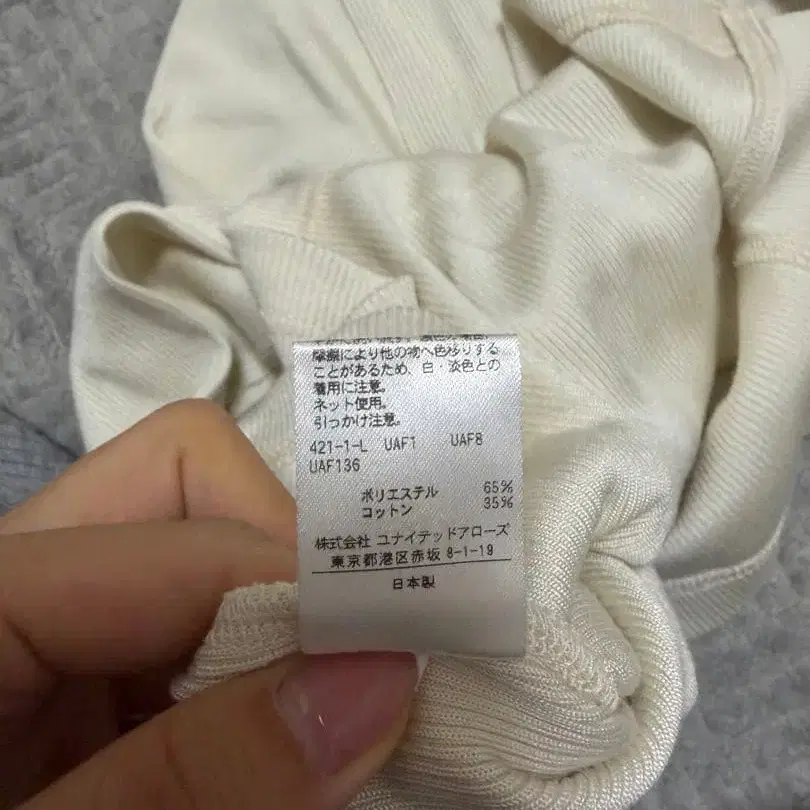 摩擦により他の物へ色移りする
ことがあるため、白・淡色との
着用に注意。
ネット使用。
引っかけ注意。
421-1-L UAF1 UAF8
UAF136
ポリエステル 65%
コットン 35%
株式会社 ユナイテッドアローズ
東京都港区赤坂 8-1-19
日本製